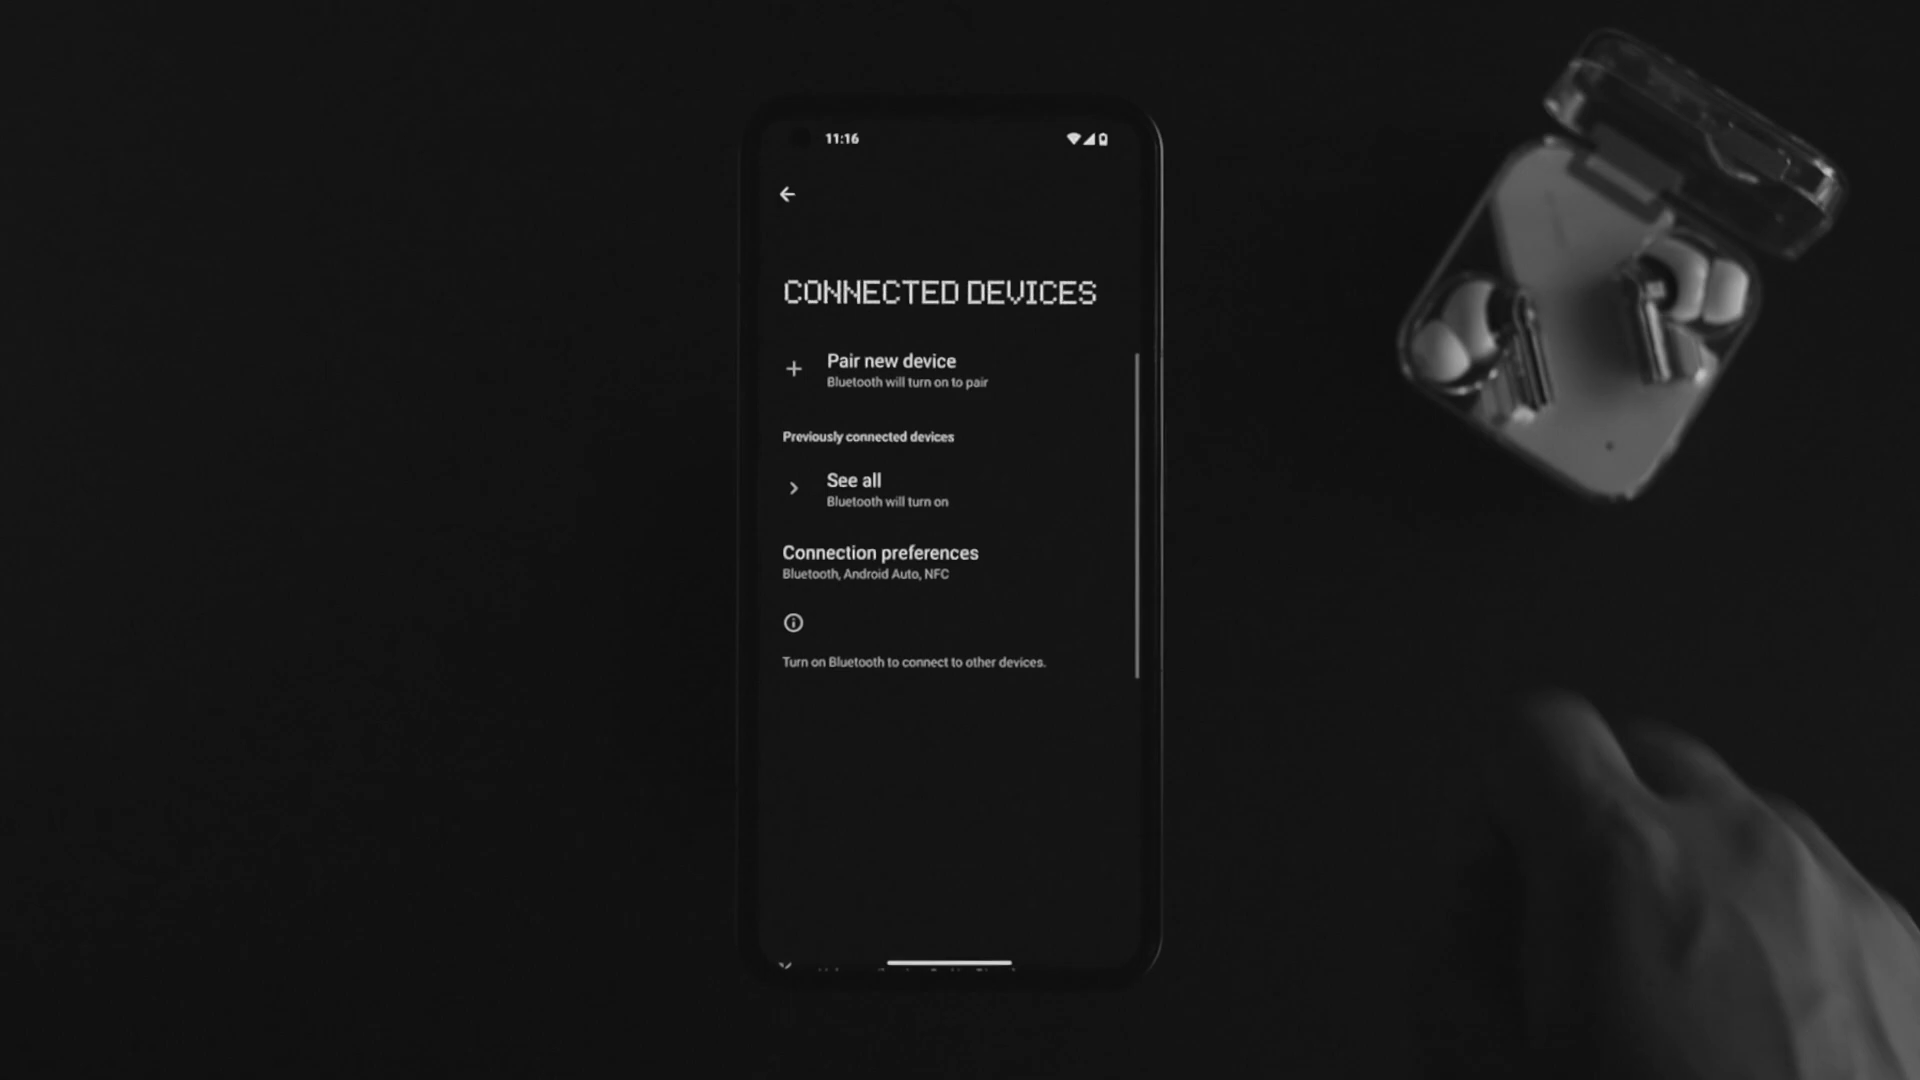 11:16
CONNECTED DEVICES
Pair new device
Bluetooth will turn on to pair
Previously connected devices
See all
Bluetooth will turn on
Connection preferences
Bluetooth, Android Auto, NFC
Turn on Bluetooth to connect to other devices.